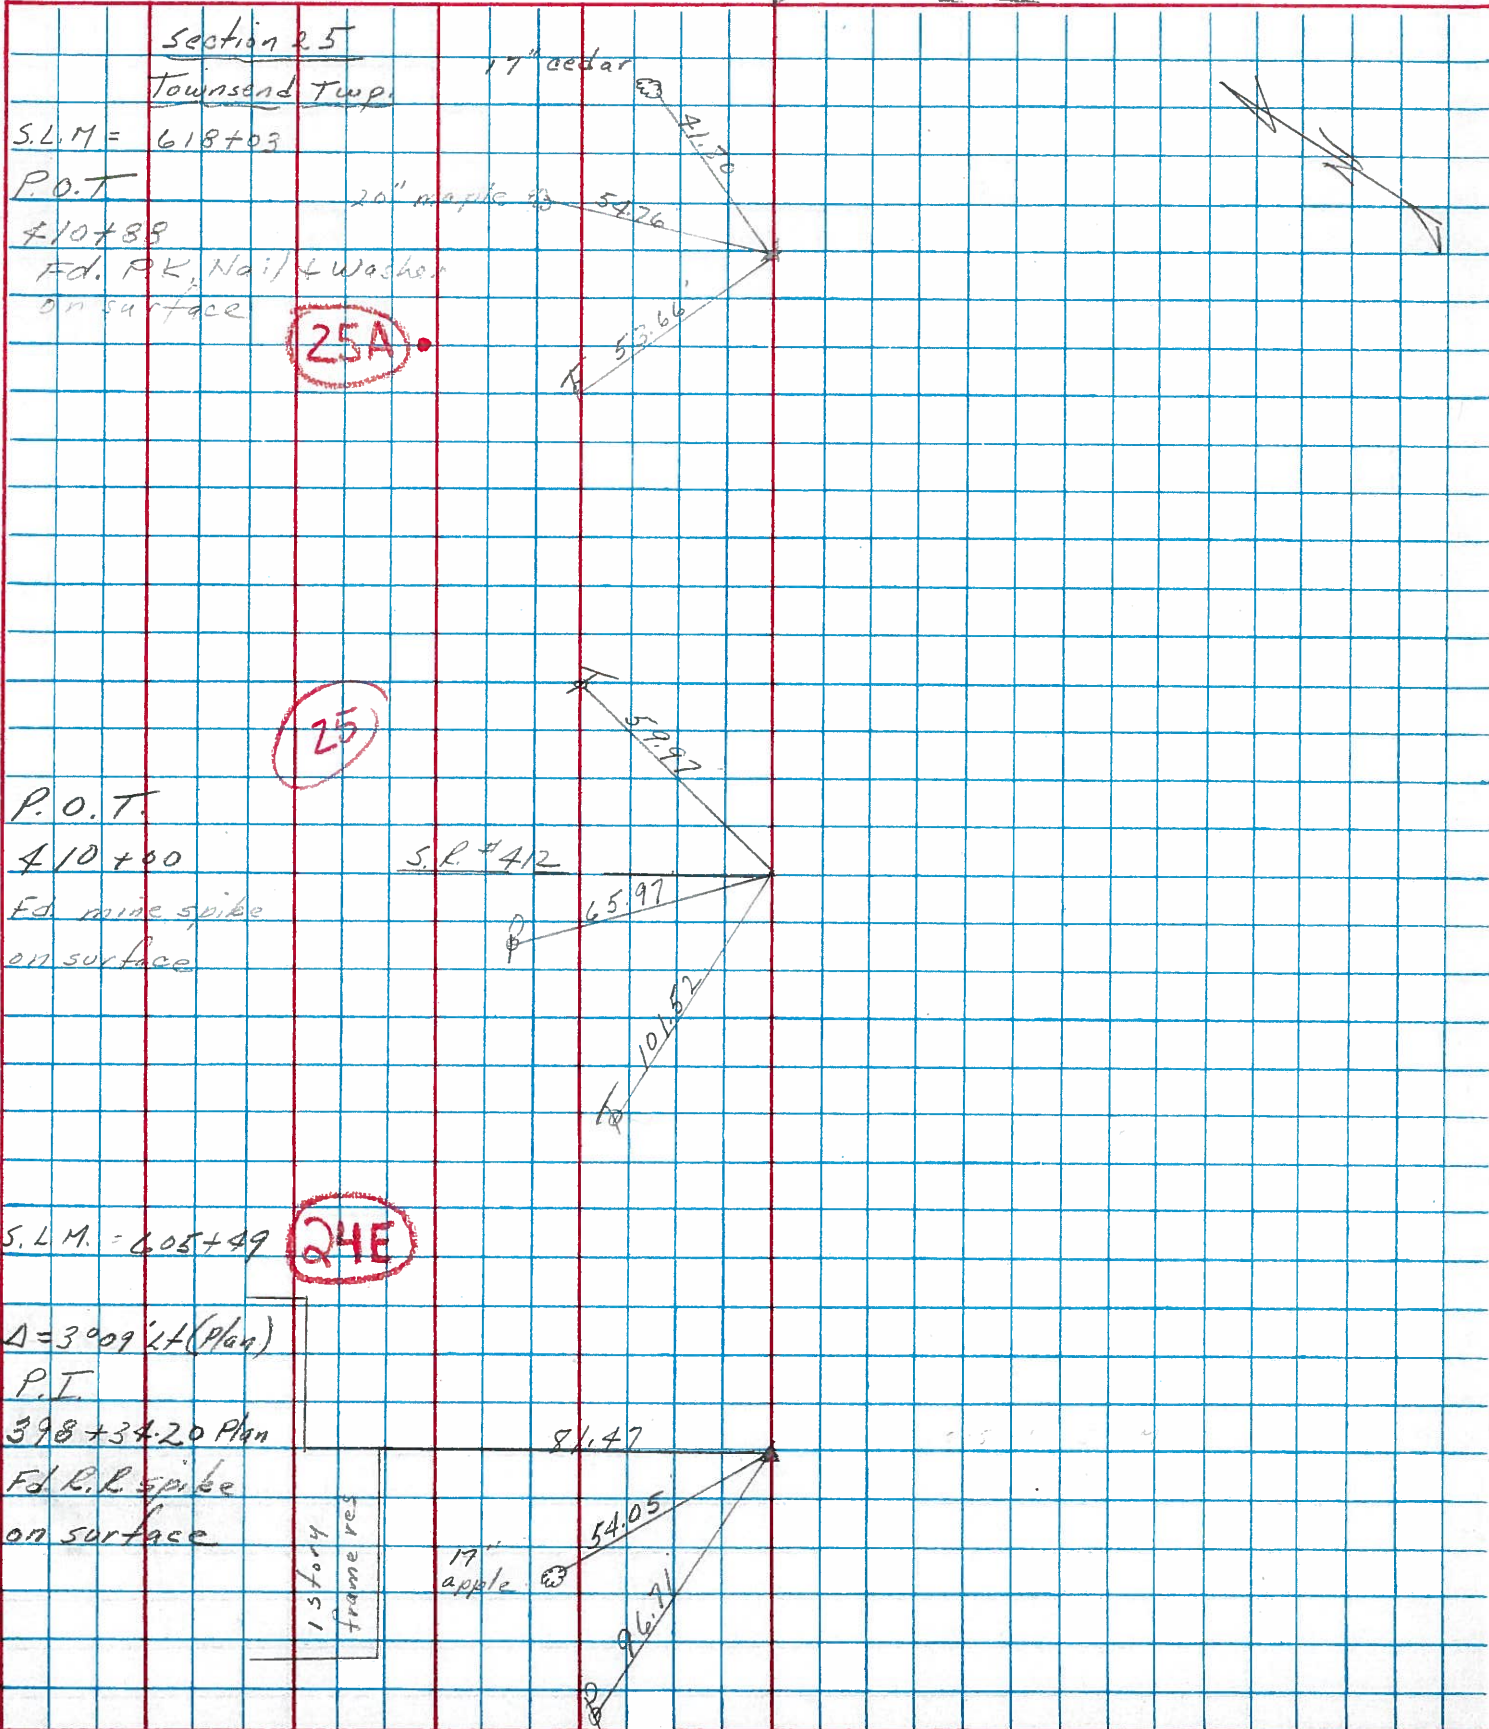 Section 25
Townsend Twp.
S.L.M = 618+03
P.O.T
410+88
Fd. P.K. Nail & Washer
on surface
25A
17" cedar
41.20
20" maple
54.26
53.66'
25
P.O.T.
410+00
Fd. mine spike
on surface
S.R. #412
59.97
65.97
101.52
S.L.M. = 605+49
24E
Δ=3°09' Lt (Plan)
P.I.
398+34.20 Plan
Fd R.R. spike
on surface
1 story
frame res
81.47
54.05
17"
apple
96.71
N